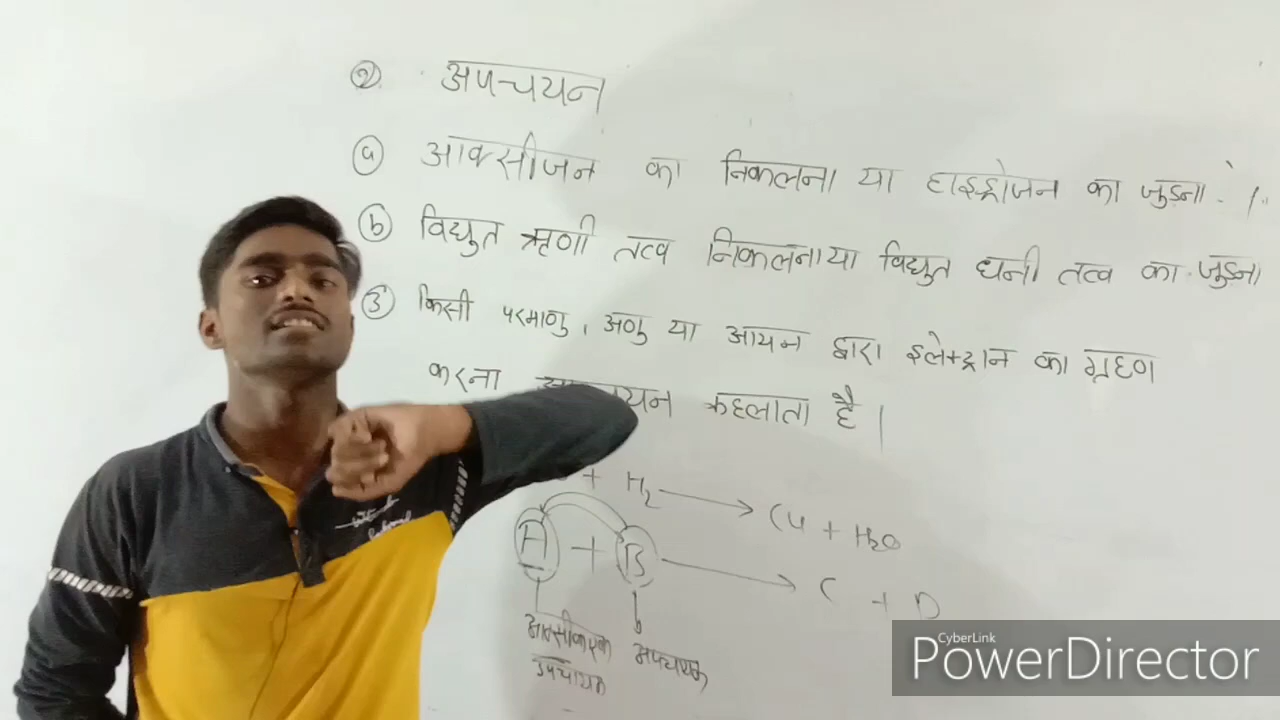 ② अपचयन
ⓐ आक्सीजन का निकलना या हाइड्रोजन का जुड़ना ।
ⓑ विद्युत ऋणी तत्व निकलना या विद्युत धनी तत्व का जुड़ना
③ किसी परमाणु, अणु या आयन द्वारा इलेक्ट्रान का ग्रहण
करना यन कहलाता है ।
+ H₂ → Cu + H₂O
A + B → C + D
आक्सीकारक अपचायक
उपचायक
CyberLink
PowerDirector